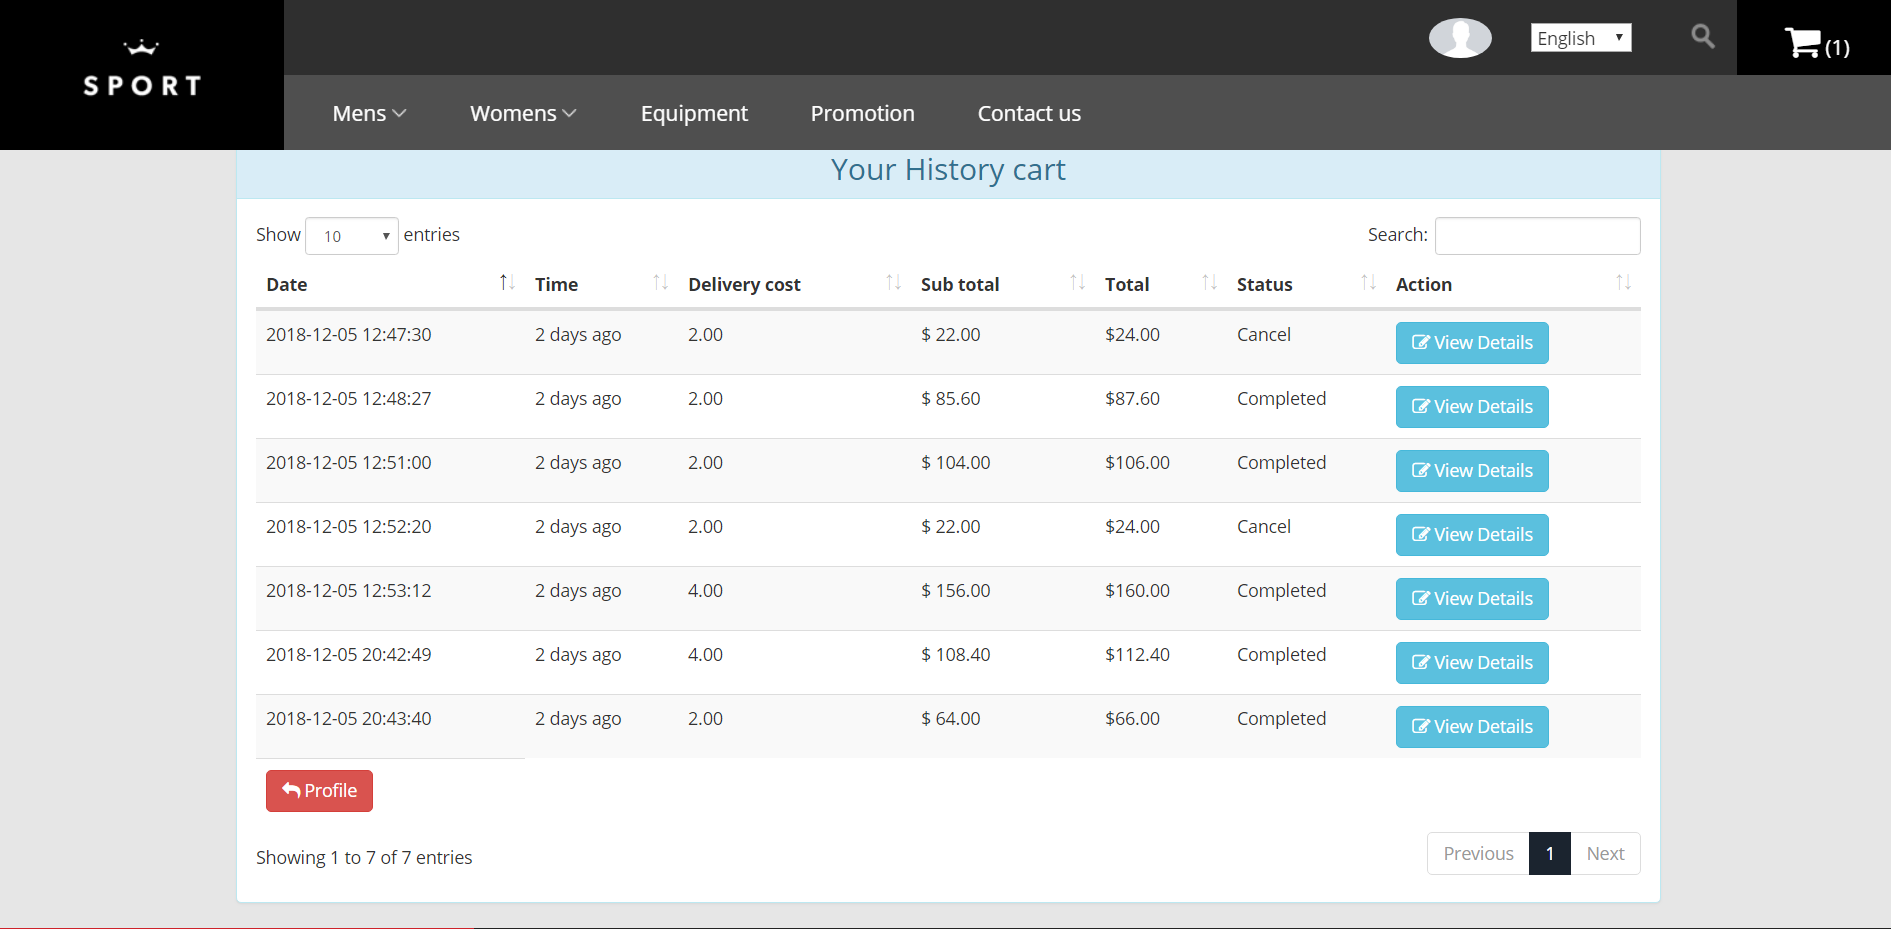 SPORT
English
(1)
Mens
Womens
Equipment
Promotion
Contact us
Your History cart
Show 10 entries
Search:
Date Time Delivery cost Sub total Total Status Action
2018-12-05 12:47:30 2 days ago 2.00 $ 22.00 $24.00 Cancel View Details
2018-12-05 12:48:27 2 days ago 2.00 $ 85.60 $87.60 Completed View Details
2018-12-05 12:51:00 2 days ago 2.00 $ 104.00 $106.00 Completed View Details
2018-12-05 12:52:20 2 days ago 2.00 $ 22.00 $24.00 Cancel View Details
2018-12-05 12:53:12 2 days ago 4.00 $ 156.00 $160.00 Completed View Details
2018-12-05 20:42:49 2 days ago 4.00 $ 108.40 $112.40 Completed View Details
2018-12-05 20:43:40 2 days ago 2.00 $ 64.00 $66.00 Completed View Details
Profile
Showing 1 to 7 of 7 entries
Previous 1 Next